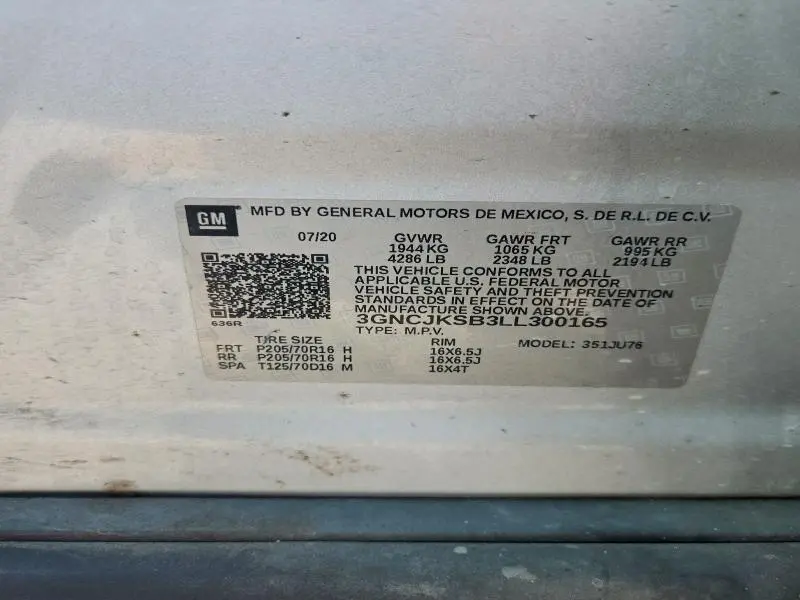 GM MFD BY GENERAL MOTORS DE MEXICO, S. DE R.L. DE C.V.
07/20 GVWR GAWR FRT GAWR RR
1944 KG 1065 KG 995 KG
4286 LB 2348 LB 2194 LB
THIS VEHICLE CONFORMS TO ALL
APPLICABLE U.S. FEDERAL MOTOR
VEHICLE SAFETY AND THEFT PREVENTION
STANDARDS IN EFFECT ON THE DATE OF
MANUFACTURE SHOWN ABOVE.
3GNCJKSB3LL300165
636R
TYPE: M.P.V. MODEL: 351JU76
TIRE SIZE RIM
FRT P205/70R16 H 16X6.5J
RR P205/70R16 H 16X6.5J
SPA T125/70D16 M 16X4T